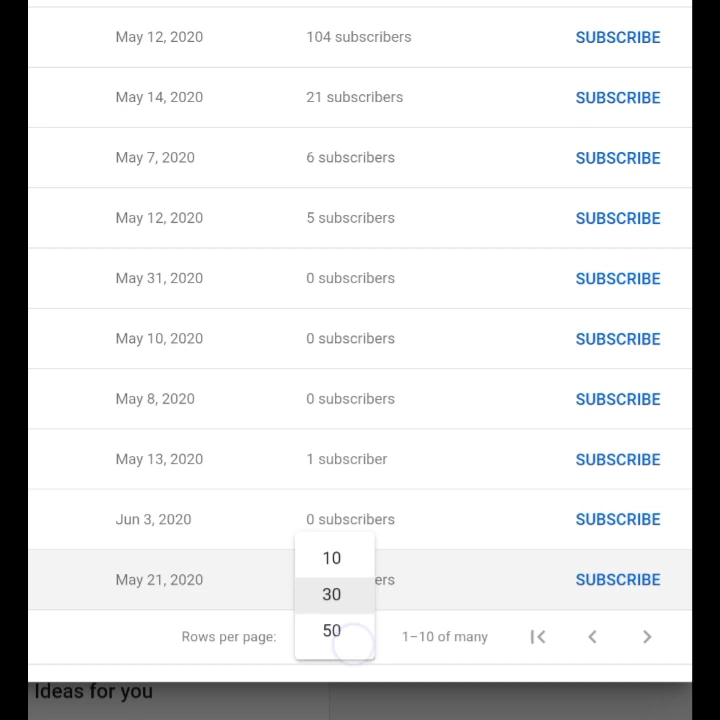 May 12, 2020 104 subscribers SUBSCRIBE
May 14, 2020 21 subscribers SUBSCRIBE
May 7, 2020 6 subscribers SUBSCRIBE
May 12, 2020 5 subscribers SUBSCRIBE
May 31, 2020 0 subscribers SUBSCRIBE
May 10, 2020 0 subscribers SUBSCRIBE
May 8, 2020 0 subscribers SUBSCRIBE
May 13, 2020 1 subscriber SUBSCRIBE
Jun 3, 2020 0 subscribers SUBSCRIBE
10
May 21, 2020 ers SUBSCRIBE
30
Rows per page: 50 1–10 of many
Ideas for you